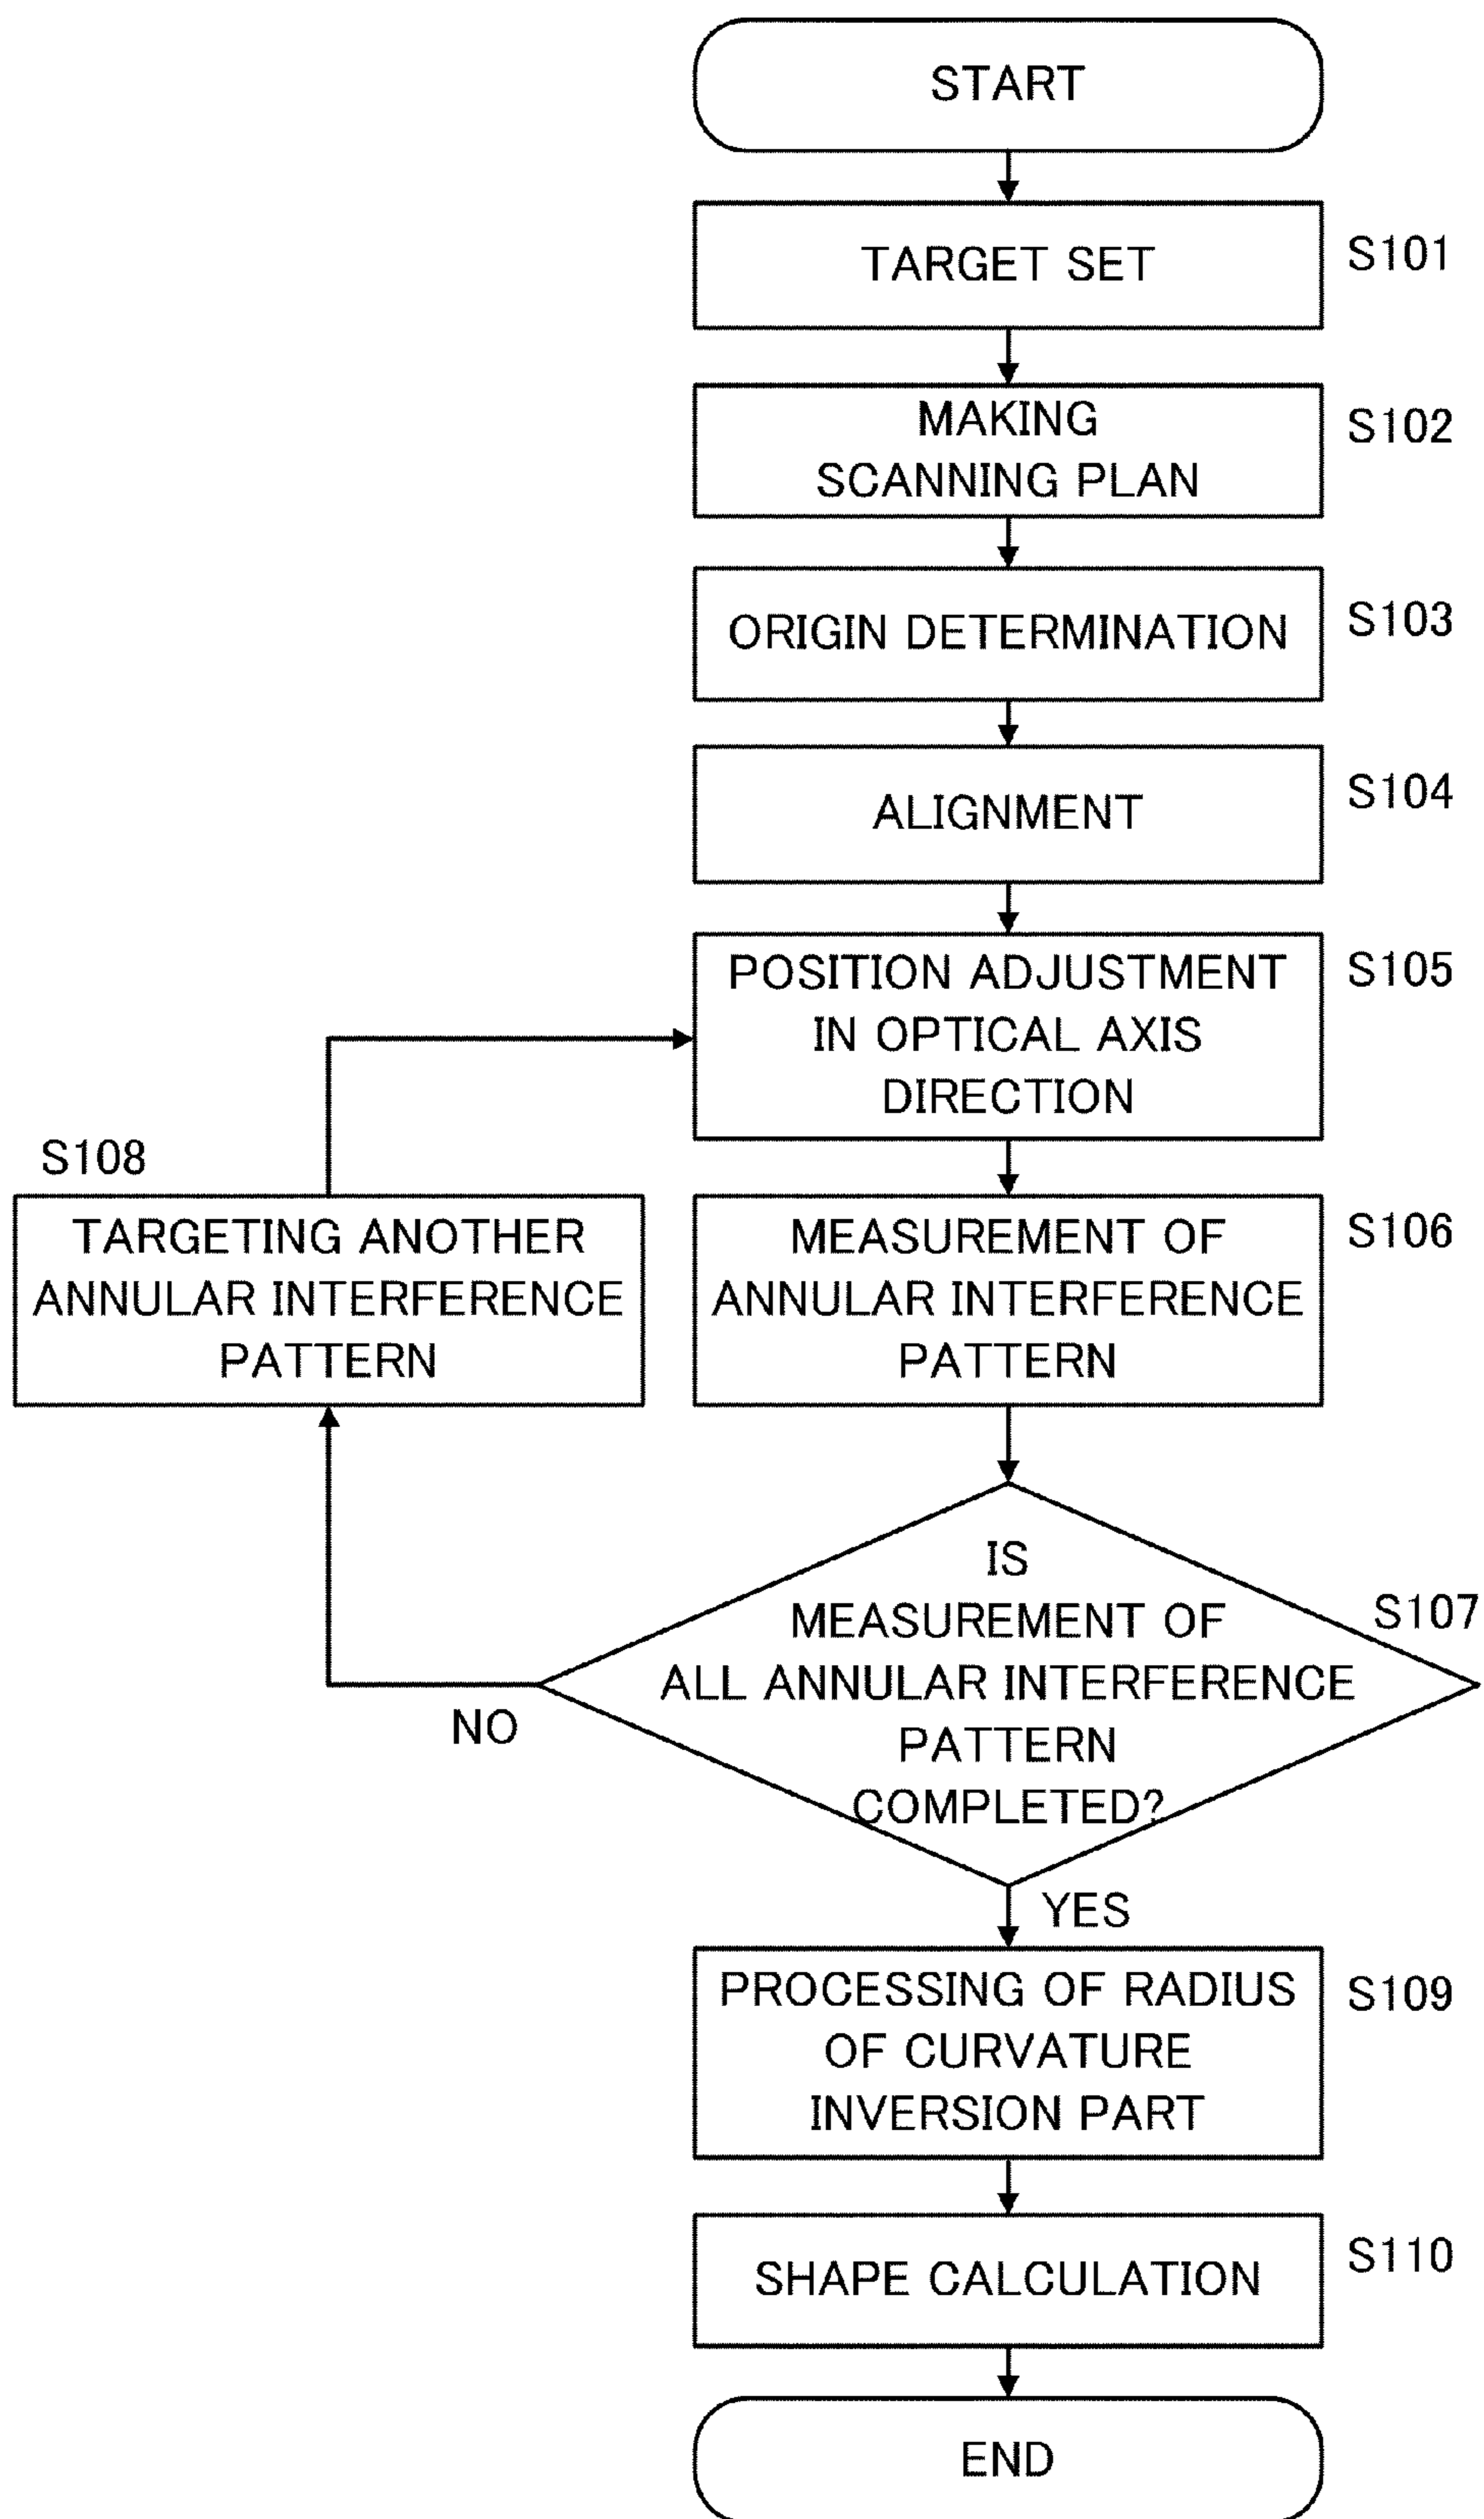 START
TARGET SET
S101
MAKING
SCANNING PLAN
S102
ORIGIN DETERMINATION
S103
ALIGNMENT
S104
POSITION ADJUSTMENT
IN OPTICAL AXIS
DIRECTION
S105
S108
TARGETING ANOTHER
ANNULAR INTERFERENCE
PATTERN
MEASUREMENT OF
ANNULAR INTERFERENCE
PATTERN
S106
IS
MEASUREMENT OF
ALL ANNULAR INTERFERENCE
PATTERN
COMPLETED?
S107
NO
YES
PROCESSING OF RADIUS
OF CURVATURE
INVERSION PART
S109
SHAPE CALCULATION
S110
END